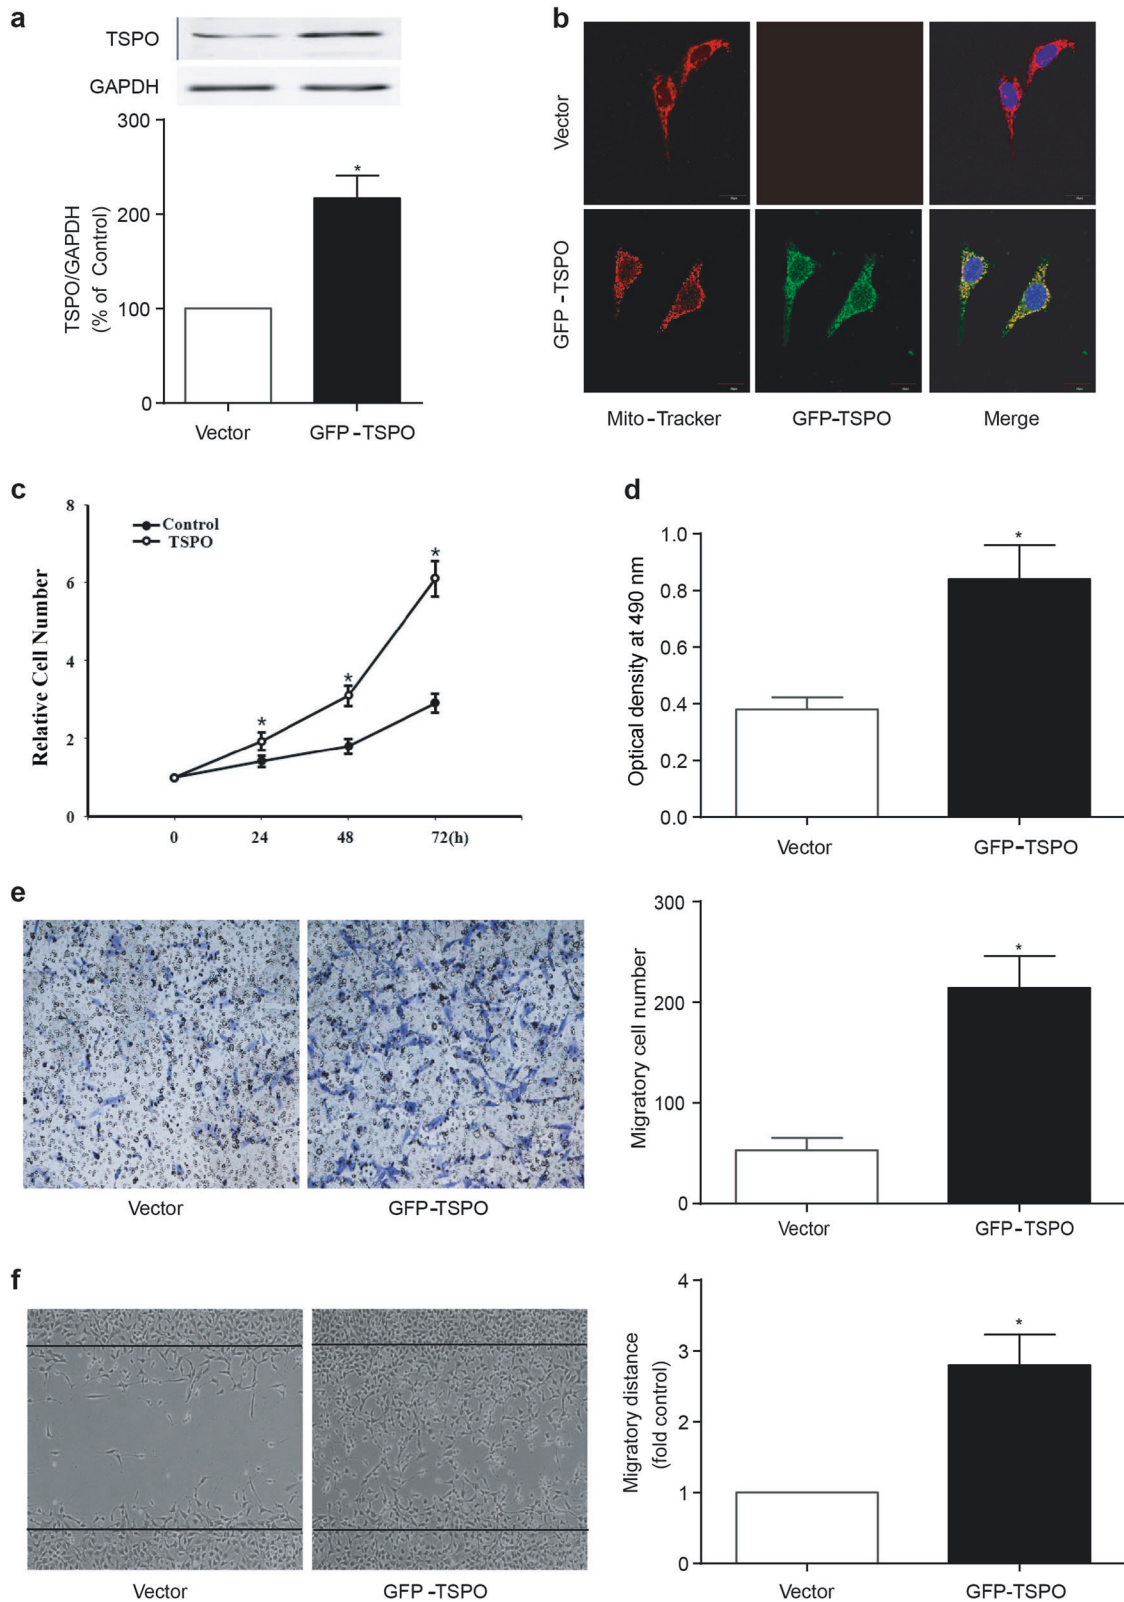 a
TSPO
GAPDH
300
200
100
0
TSPO/GAPDH
(% of Control)
*
Vector
GFP-TSPO
b
Vector
GFP-TSPO
Mito-Tracker
GFP-TSPO
Merge
c
8
6
4
2
0
Relative Cell Number
Control
TSPO
*
*
*
0
24
48
72(h)
d
1.0
0.8
0.6
0.4
0.2
0.0
Optical density at 490 nm
*
Vector
GFP-TSPO
e
Vector
GFP-TSPO
300
200
100
0
Migratory cell number
*
Vector
GFP-TSPO
f
Vector
GFP-TSPO
4
3
2
1
0
Migratory distance
(fold control)
*
Vector
GFP-TSPO